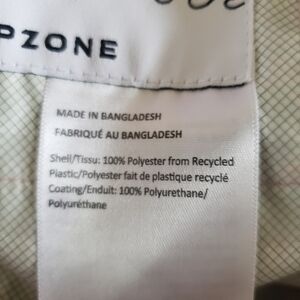 PZONE
MADE IN BANGLADESH
FABRIQUÉ AU BANGLADESH
Shell/Tissu: 100% Polyester from Recycled
Plastic/Polyester fait de plastique recyclé
Coating/Enduit: 100% Polyurethane/
Polyuréthane